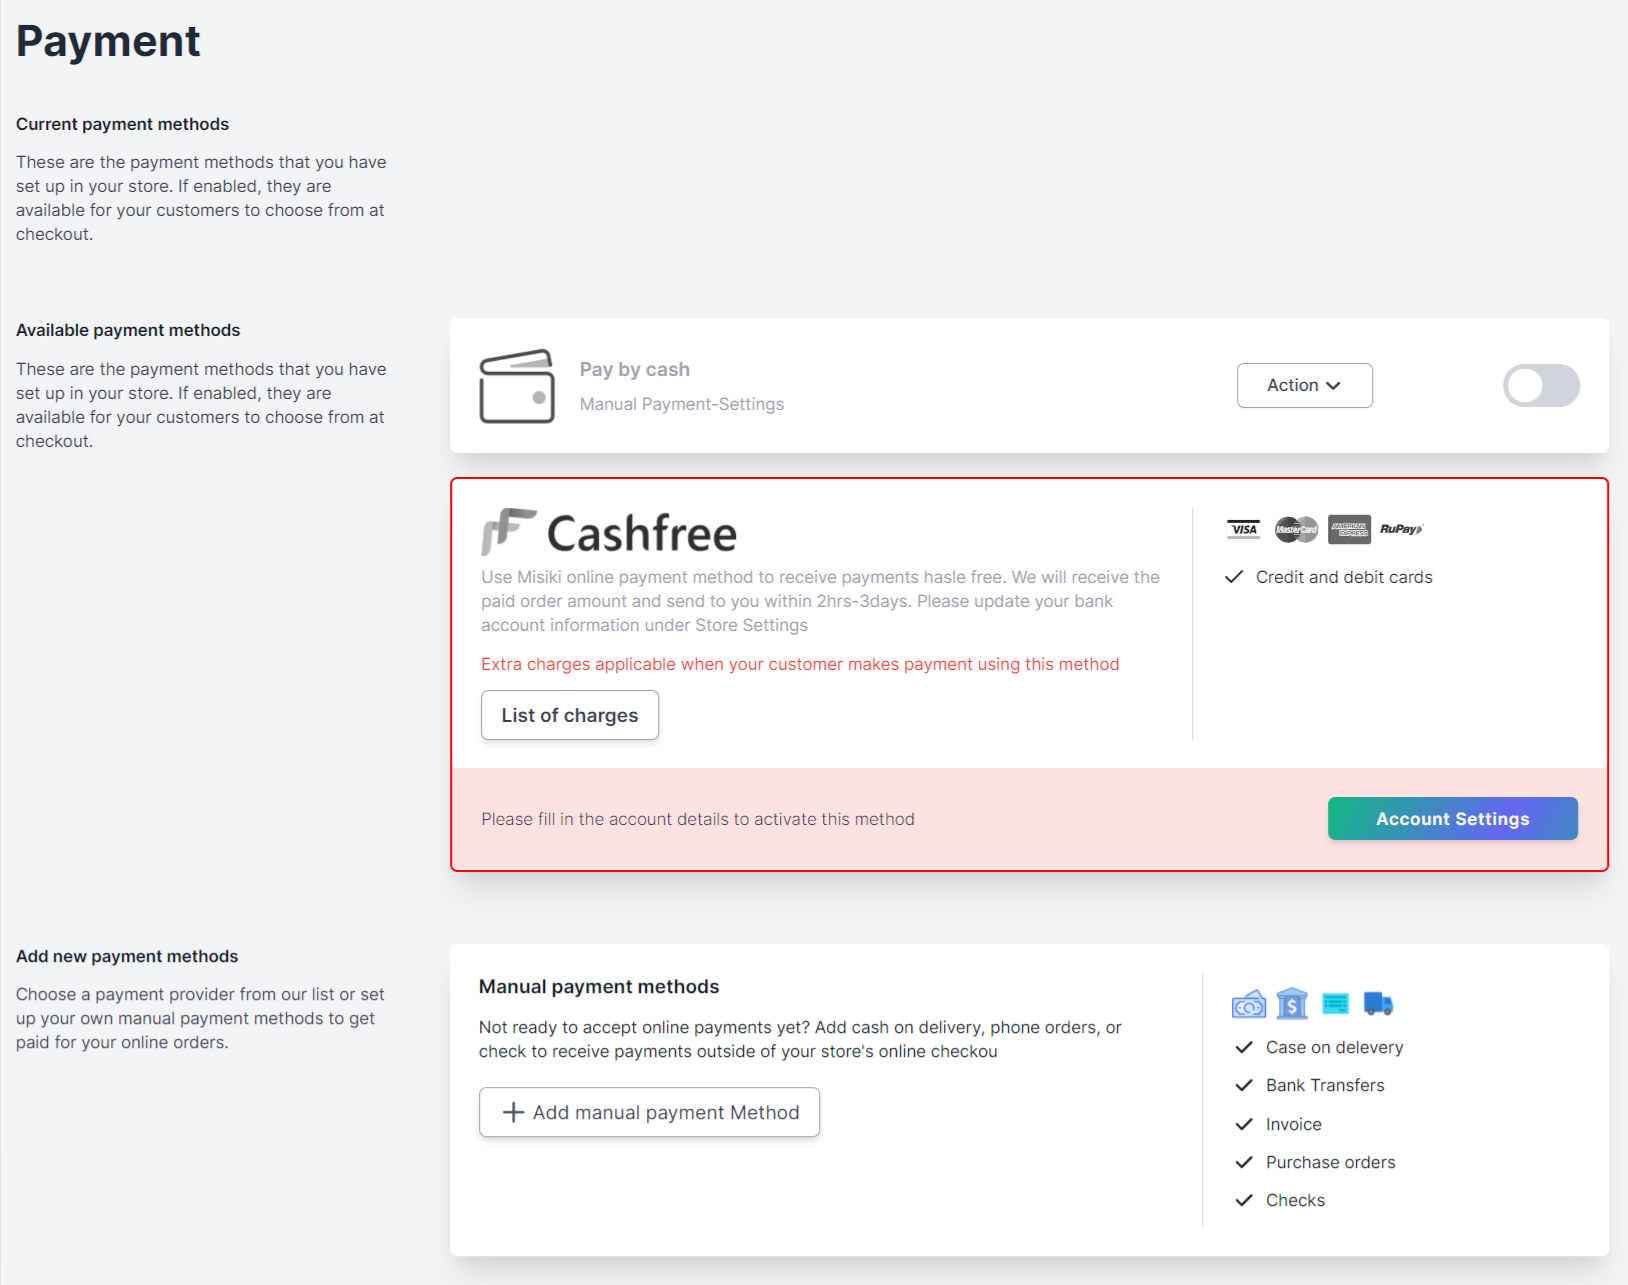 Payment
Current payment methods
These are the payment methods that you have
set up in your store. If enabled, they are
available for your customers to choose from at
checkout.
Available payment methods
These are the payment methods that you have
set up in your store. If enabled, they are
available for your customers to choose from at
checkout.
Pay by cash
Manual Payment-Settings
Action
Cashfree
Use Misiki online payment method to receive payments hasle free. We will receive the
paid order amount and send to you within 2hrs-3days. Please update your bank
account information under Store Settings
Extra charges applicable when your customer makes payment using this method
List of charges
VISA MasterCard AMERICAN EXPRESS RuPay
Credit and debit cards
Please fill in the account details to activate this method
Account Settings
Add new payment methods
Choose a payment provider from our list or set
up your own manual payment methods to get
paid for your online orders.
Manual payment methods
Not ready to accept online payments yet? Add cash on delivery, phone orders, or
check to receive payments outside of your store's online checkou
Add manual payment Method
Case on delevery
Bank Transfers
Invoice
Purchase orders
Checks